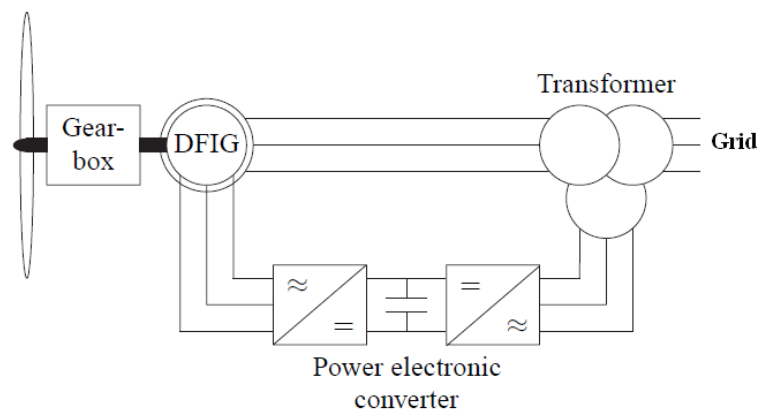 Transformer
Gear-
box
DFIG
Grid
≈
=
=
≈
Power electronic
converter